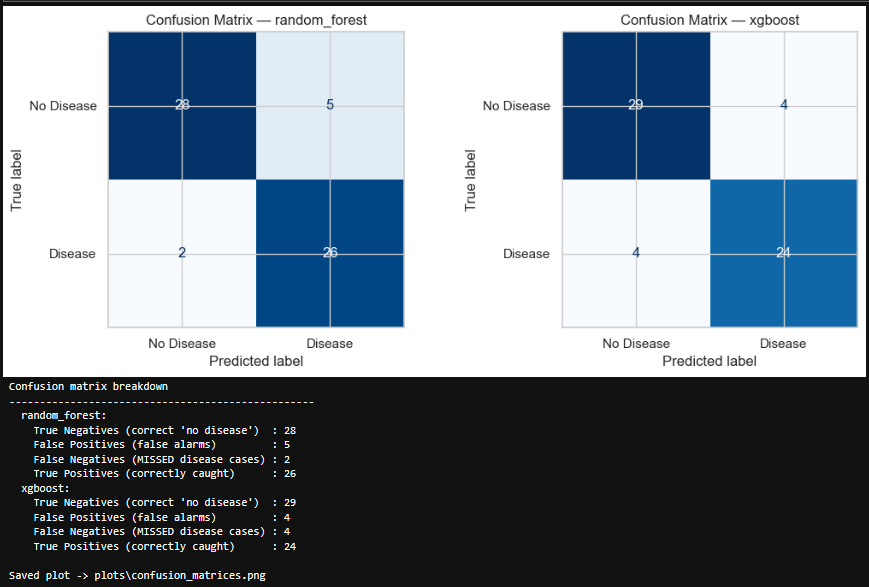 Confusion Matrix — random_forest
No Disease
28
5
Disease
2
26
True label
No Disease
Disease
Predicted label
Confusion Matrix — xgboost
No Disease
29
4
Disease
4
24
True label
No Disease
Disease
Predicted label
Confusion matrix breakdown
--------------------------------------------------
random_forest:
True Negatives (correct 'no disease')  : 28
False Positives (false alarms)         : 5
False Negatives (MISSED disease cases) : 2
True Positives (correctly caught)      : 26
xgboost:
True Negatives (correct 'no disease')  : 29
False Positives (false alarms)         : 4
False Negatives (MISSED disease cases) : 4
True Positives (correctly caught)      : 24
Saved plot -> plots\confusion_matrices.png